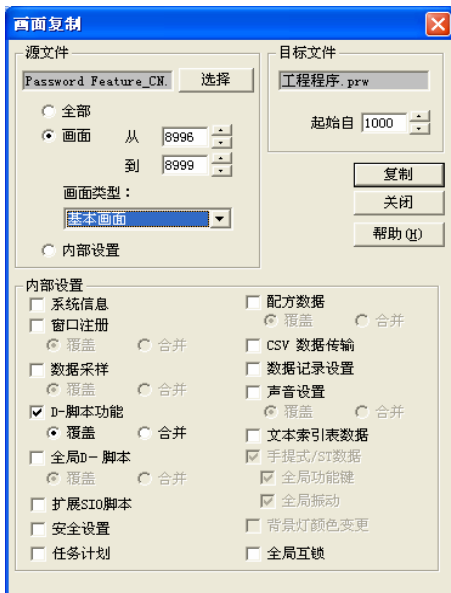 画面复制
源文件
Password Feature_CN.
选择
全部
画面 从 8996
到 8999
画面类型：
基本画面
内部设置
目标文件
工程程序.prw
起始自 1000
复制
关闭
帮助(H)
内部设置
系统信息
窗口注册
覆盖 合并
数据采样
覆盖 合并
D-脚本功能
覆盖 合并
全局D-脚本
覆盖 合并
扩展SIO脚本
安全设置
任务计划
配方数据
覆盖 合并
CSV 数据传输
数据记录设置
声音设置
覆盖 合并
文本索引表数据
手提式/ST数据
全局功能键
全局振动
背景灯颜色变更
全局互锁